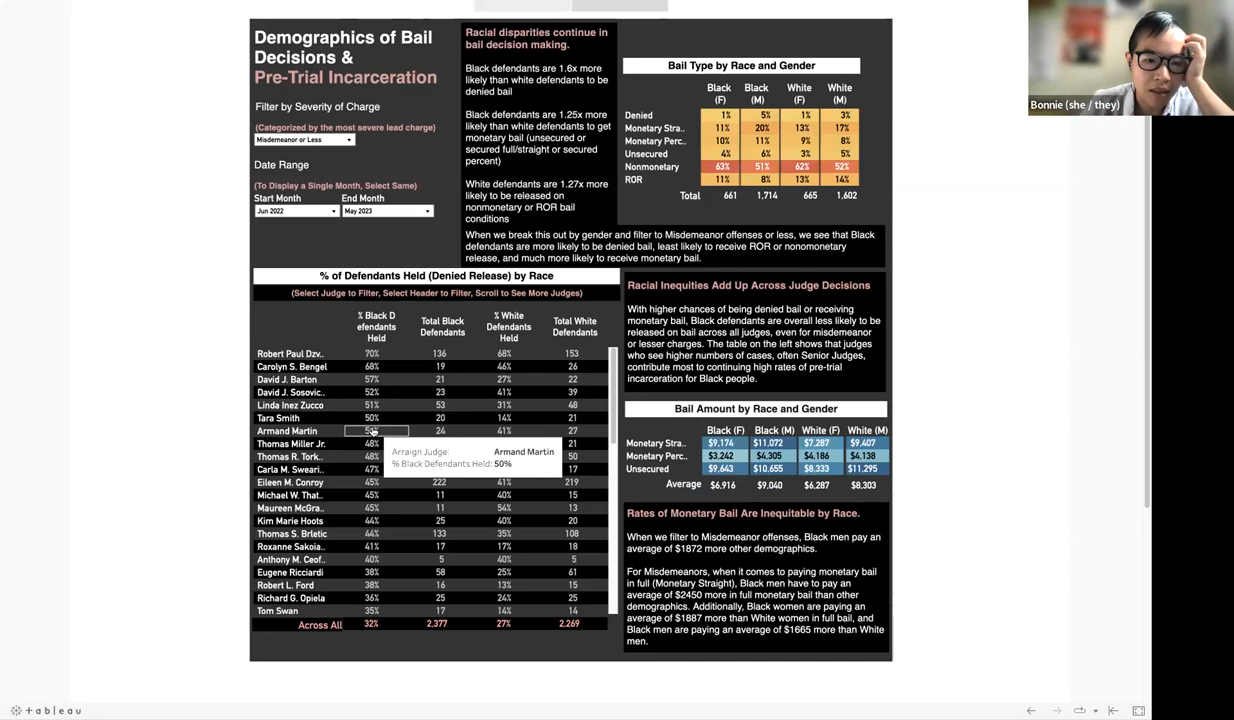 Demographics of Bail
Decisions &
Pre-Trial Incarceration
Filter by Severity of Charge
(Categorized by the most severe lead charge)
Misdemeanor or Less
Date Range
(To Display a Single Month, Select Same)
Start Month End Month
Jun 2022 May 2023
Racial disparities continue in
bail decision making.
Black defendants are 1.6x more
likely than white defendants to be
denied bail
Black defendants are 1.25x more
likely than white defendants to get
monetary bail (unsecured or
secured full/straight or secured
percent)
White defendants are 1.27x more
likely to be released on
nonmonetary or ROR bail
conditions
When we break this out by gender and filter to Misdemeanor offenses or less, we see that Black
defendants are more likely to be denied bail, least likely to receive ROR or nonomonetary
release, and much more likely to receive monetary bail.
Bail Type by Race and Gender
Black (F) Black (M) White (F) White (M)
Denied 1% 5% 1% 3%
Monetary Stra.. 11% 20% 13% 17%
Monetary Perc.. 10% 11% 9% 8%
Unsecured 4% 6% 3% 5%
Nonmonetary 63% 51% 62% 52%
ROR 11% 8% 13% 14%
Total 661 1,714 665 1,602
% of Defendants Held (Denied Release) by Race
(Select Judge to Filter, Select Header to Filter, Scroll to See More Judges)
% Black D
efendants
Held
Total Black
Defendants
% White
Defendants
Held
Total White
Defendants
Robert Paul Dzv.. 70% 136 68% 153
Carolyn S. Bengel 68% 19 46% 26
David J. Barton 57% 21 27% 22
David J. Sosovic.. 52% 23 41% 39
Linda Inez Zucco 51% 53 31% 48
Tara Smith 50% 20 14% 21
Armand Martin 24 41% 27
Thomas Miller Jr. 48% 21
Thomas R. Tork.. 48% 50
Carla M. Sweari.. 47% 17
Arraign Judge: Armand Martin
% Black Defendants Held: 50%
Eileen M. Conroy 45% 222 41% 219
Michael W. That.. 45% 11 40% 15
Maureen McGra.. 45% 11 54% 13
Kim Marie Hoots 44% 25 40% 20
Thomas S. Brletic 44% 133 35% 108
Roxanne Sakoia.. 41% 17 17% 18
Anthony M. Ceof.. 40% 5 40% 5
Eugene Ricciardi 38% 58 25% 61
Robert L. Ford 38% 16 13% 15
Richard G. Opiela 36% 25 24% 25
Tom Swan 35% 17 14% 14
Across All 32% 2,377 27% 2,269
Racial Inequities Add Up Across Judge Decisions
With higher chances of being denied bail or receiving
monetary bail, Black defendants are overall less likely to be
released on bail across all judges, even for misdemeanor
or lesser charges. The table on the left shows that judges
who see higher numbers of cases, often Senior Judges,
contribute most to continuing high rates of pre-trial
incarceration for Black people.
Bail Amount by Race and Gender
Black (F) Black (M) White (F) White (M)
Monetary Stra.. $9,174 $11,072 $7,287 $9,407
Monetary Perc.. $3,242 $4,305 $4,186 $4,138
Unsecured $9,643 $10,655 $8,333 $11,295
Average $6,916 $9,040 $6,287 $8,303
Rates of Monetary Bail Are Inequitable by Race.
When we filter to Misdemeanor offenses, Black men pay an
average of $1872 more other demographics.
For Misdemeanors, when it comes to paying monetary bail
in full (Monetary Straight), Black men have to pay an
average of $2450 more in full monetary bail than other
demographics. Additionally, Black women are paying an
average of $1887 more than White women in full bail, and
Black men are paying an average of $1665 more than White
men.
Bonnie (she / they)
+ a b l e a u